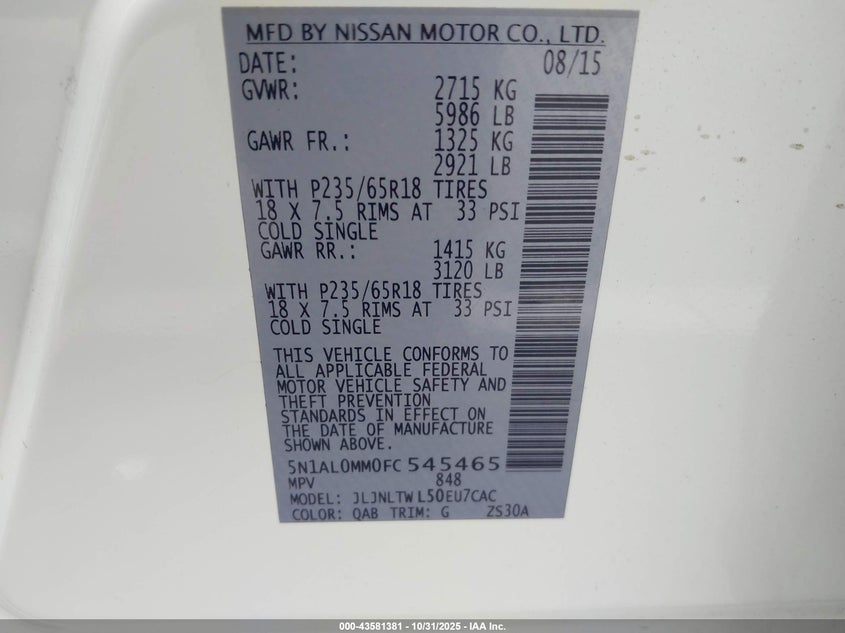 MFD BY NISSAN MOTOR CO., LTD.
DATE: 08/15
GVWR: 2715 KG
5986 LB
GAWR FR.: 1325 KG
2921 LB
WITH P235/65R18 TIRES
18 X 7.5 RIMS AT 33 PSI
COLD SINGLE
GAWR RR.: 1415 KG
3120 LB
WITH P235/65R18 TIRES
18 X 7.5 RIMS AT 33 PSI
COLD SINGLE
THIS VEHICLE CONFORMS TO
ALL APPLICABLE FEDERAL
MOTOR VEHICLE SAFETY AND
THEFT PREVENTION
STANDARDS IN EFFECT ON
THE DATE OF MANUFACTURE
SHOWN ABOVE.
5N1AL0MM0FC545465
MPV 848
MODEL: JLJNLTWL50EU7CAC
COLOR: QAB TRIM: G ZS30A
000-43581381 - 10/31/2025 - IAA Inc.